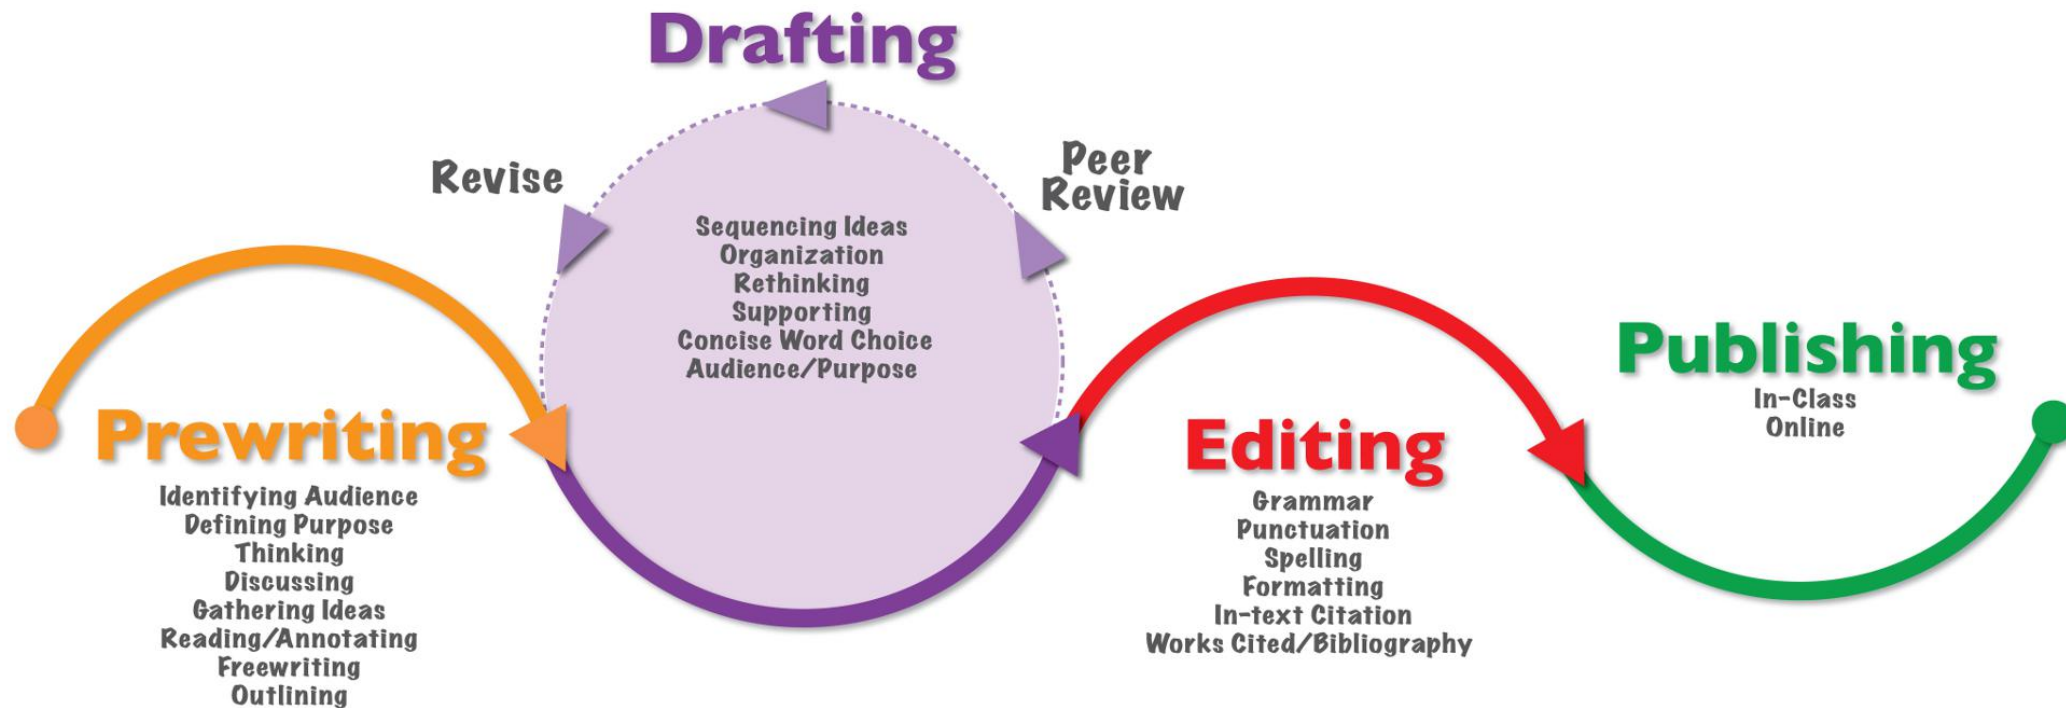 Drafting
Revise
Peer
Review
Sequencing Ideas
Organization
Rethinking
Supporting
Concise Word Choice
Audience/Purpose
Prewriting
Identifying Audience
Defining Purpose
Thinking
Discussing
Gathering Ideas
Reading/Annotating
Freewriting
Outlining
Editing
Grammar
Punctuation
Spelling
Formatting
In-text Citation
Works Cited/Bibliography
Publishing
In-Class
Online